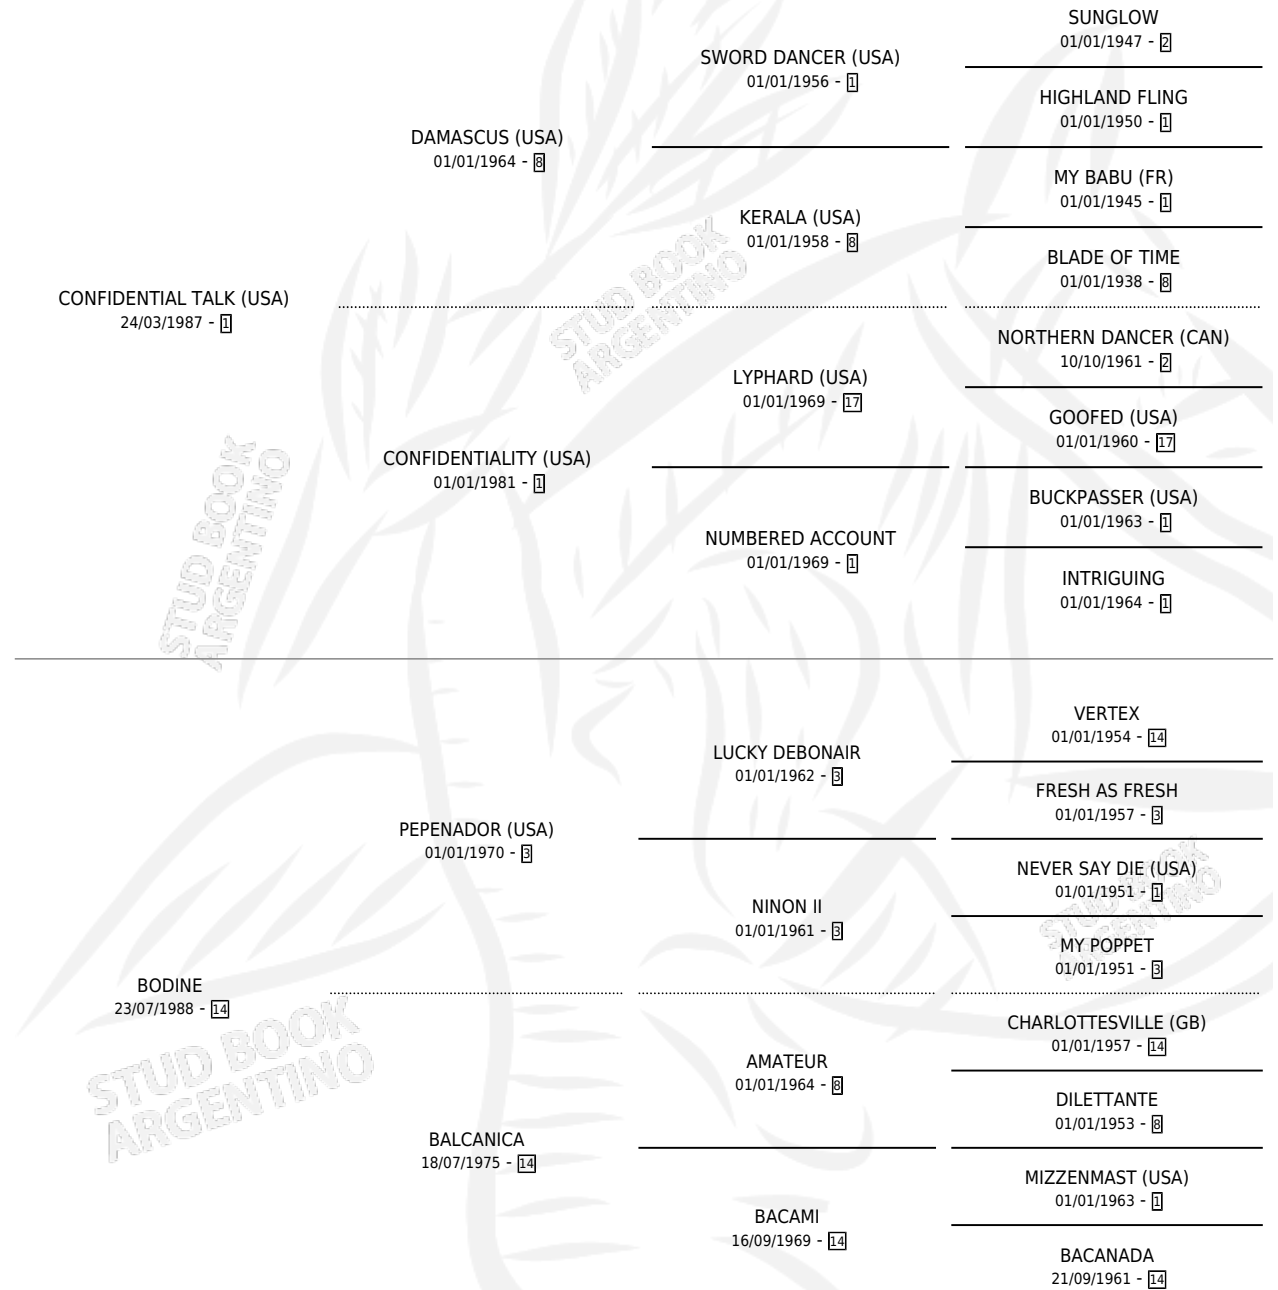 SUNGLOW
01/01/1947 - 2
SWORD DANCER (USA)
01/01/1956 - 1
HIGHLAND FLING
01/01/1950 - 1
DAMASCUS (USA)
01/01/1964 - 8
MY BABU (FR)
01/01/1945 - 1
KERALA (USA)
01/01/1958 - 8
BLADE OF TIME
01/01/1938 - 8
CONFIDENTIAL TALK (USA)
24/03/1987 - 1
NORTHERN DANCER (CAN)
10/10/1961 - 2
LYPHARD (USA)
01/01/1969 - 17
GOOFED (USA)
01/01/1960 - 17
CONFIDENTIALITY (USA)
01/01/1981 - 1
BUCKPASSER (USA)
01/01/1963 - 1
NUMBERED ACCOUNT
01/01/1969 - 1
INTRIGUING
01/01/1964 - 1
VERTEX
01/01/1954 - 14
LUCKY DEBONAIR
01/01/1962 - 3
FRESH AS FRESH
01/01/1957 - 3
PEPENADOR (USA)
01/01/1970 - 3
NEVER SAY DIE (USA)
01/01/1951 - 1
NINON II
01/01/1961 - 3
MY POPPET
01/01/1951 - 3
BODINE
23/07/1988 - 14
CHARLOTTESVILLE (GB)
01/01/1957 - 14
AMATEUR
01/01/1964 - 8
DILETTANTE
01/01/1953 - 8
BALCANICA
18/07/1975 - 14
MIZZENMAST (USA)
01/01/1963 - 1
BACAMI
16/09/1969 - 14
BACANADA
21/09/1961 - 14
STUD BOOK
ARGENTINO
STUD BOOK
ARGENTINO
STUD BOOK
ARGENTINO
STUD BOOK
ARGENTINO